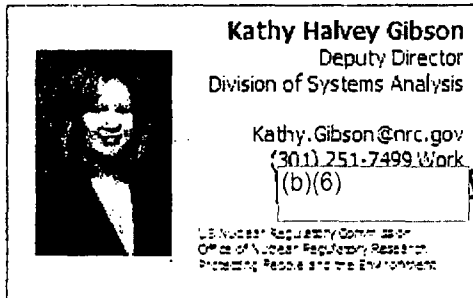 Kathy Halvey Gibson
Deputy Director
Division of Systems Analysis
Kathy.Gibson@nrc.gov
(301) 251-7499 Work
(b)(6)
US Nuclear Regulatory Commission
Office of Nuclear Regulatory Research
Protecting People and the Environment